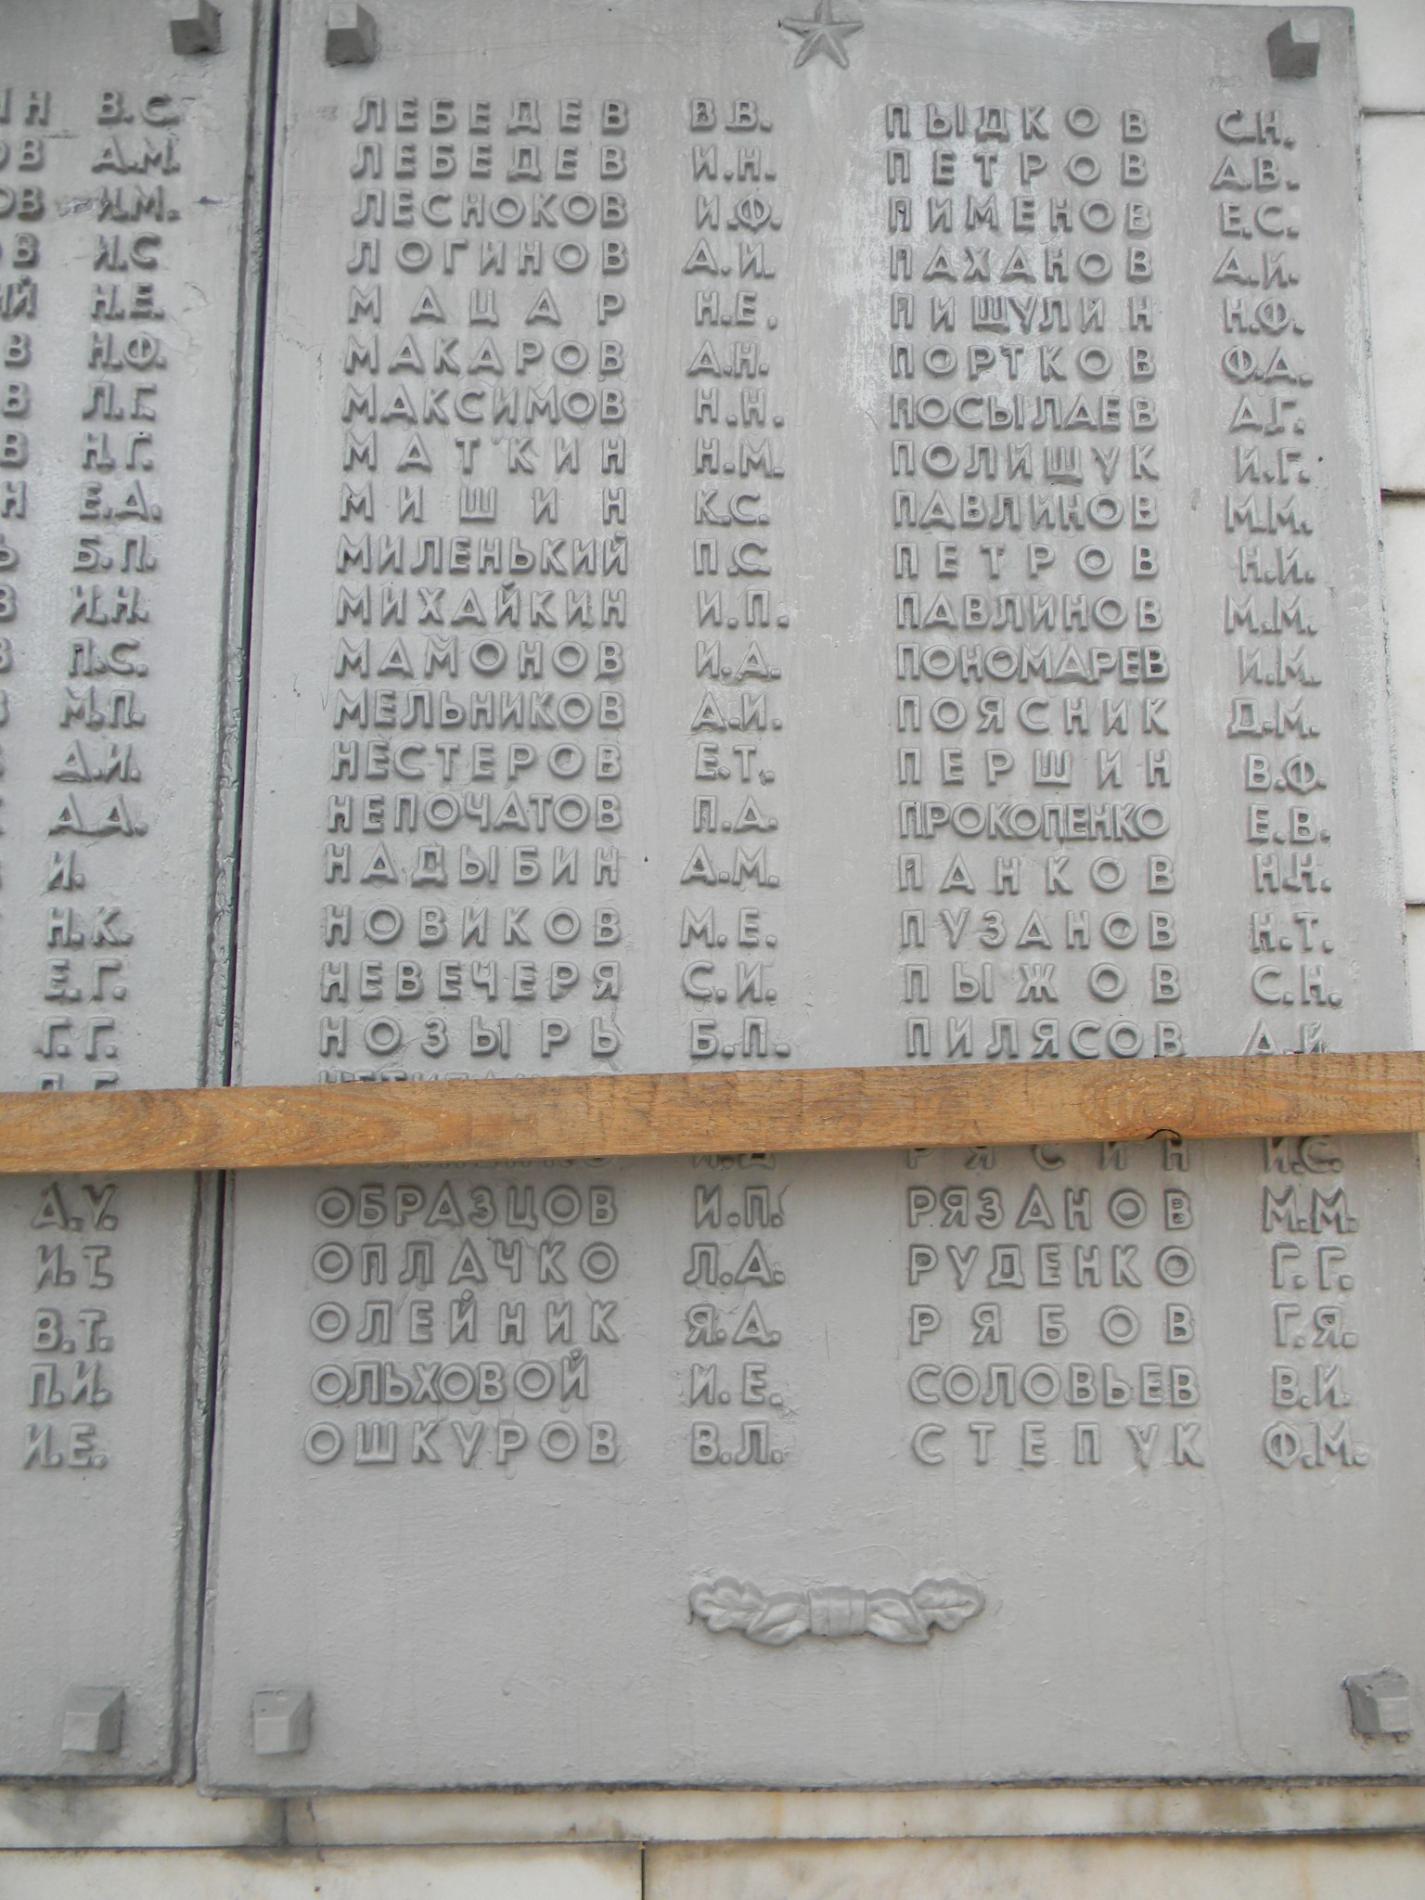 В.С.
А.М.
И.М.
И.С
Н.Е.
Н.Ф.
Л.Г.
Н.Г.
Е.А.
Б.П.
И.Н.
П.С.
М.П.
А.И.
А.А.
И.
Н.К.
Е.Г.
Г.Г.
А.У.
И.Т.
В.Т.
П.И.
И.Е.
ЛЕБЕДЕВ В.В.
ЛЕБЕДЕВ И.Н.
ЛЕСНОКОВ И.Ф.
ЛОГИНОВ А.И.
МАЦАР Н.Е.
МАКАРОВ А.Н.
МАКСИМОВ Н.Н.
МАТКИН Н.М.
МИШИН К.С.
МИЛЕНЬКИЙ П.С.
МИХАЙКИН И.П.
МАМОНОВ И.А.
МЕЛЬНИКОВ А.И.
НЕСТЕРОВ Е.Т.
НЕПОЧАТОВ П.А.
НАДЫБИН А.М.
НОВИКОВ М.Е.
НЕВЕЧЕРЯ С.И.
НОЗЫРЬ Б.П.
ОБРАЗЦОВ И.П.
ОПЛАЧКО Л.А.
ОЛЕЙНИК Я.А.
ОЛЬХОВОЙ И.Е.
ОШКУРОВ В.Л.
ПЫДКОВ С.Н.
ПЕТРОВ А.В.
ПИМЕНОВ Е.С.
ПАХАНОВ А.И.
ПИЩУЛИН Н.Ф.
ПОРТКОВ Ф.А.
ПОСЫЛАЕВ А.Г.
ПОЛИЩУК И.Г.
ПАВЛИНОВ М.М.
ПЕТРОВ Н.И.
ПАВЛИНОВ М.М.
ПОНОМАРЕВ И.М.
ПОЯСНИК Д.М.
ПЕРШИН В.Ф.
ПРОКОПЕНКО Е.В.
ПАНКОВ Н.Н.
ПУЗАНОВ Н.Т.
ПЫЖОВ С.Н.
ПИЛЯСОВ А.И
РЯСИН И.С.
РЯЗАНОВ М.М.
РУДЕНКО Г.Г.
РЯБОВ Г.Я.
СОЛОВЬЕВ В.И.
СТЕПУК Ф.М.